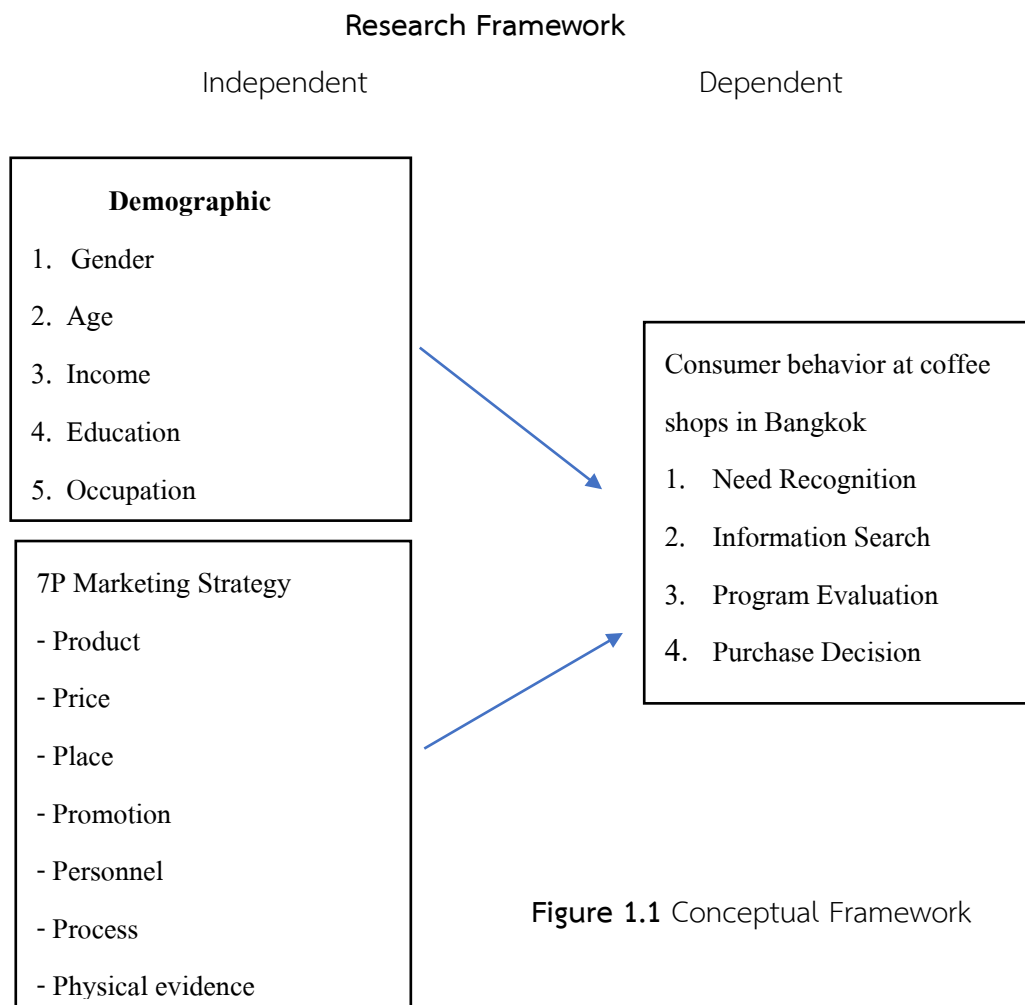 Research Framework
Independent
Dependent
Demographic
1. Gender
2. Age
3. Income
4. Education
5. Occupation
7P Marketing Strategy
- Product
- Price
- Place
- Promotion
- Personnel
- Process
- Physical evidence
Consumer behavior at coffee
shops in Bangkok
1. Need Recognition
2. Information Search
3. Program Evaluation
4. Purchase Decision
Figure 1.1 Conceptual Framework